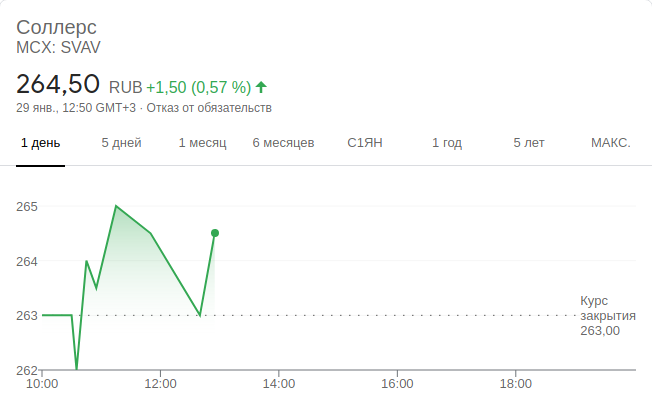 Соллерс
MCX: SVAV
264,50 RUB +1,50 (0,57 %)
29 янв., 12:50 GMT+3 · Отказ от обязательств
1 день 5 дней 1 месяц 6 месяцев С1ЯН 1 год 5 лет МАКС.
265
264
263
262
Курс
закрытия
263,00
10:00 12:00 14:00 16:00 18:00